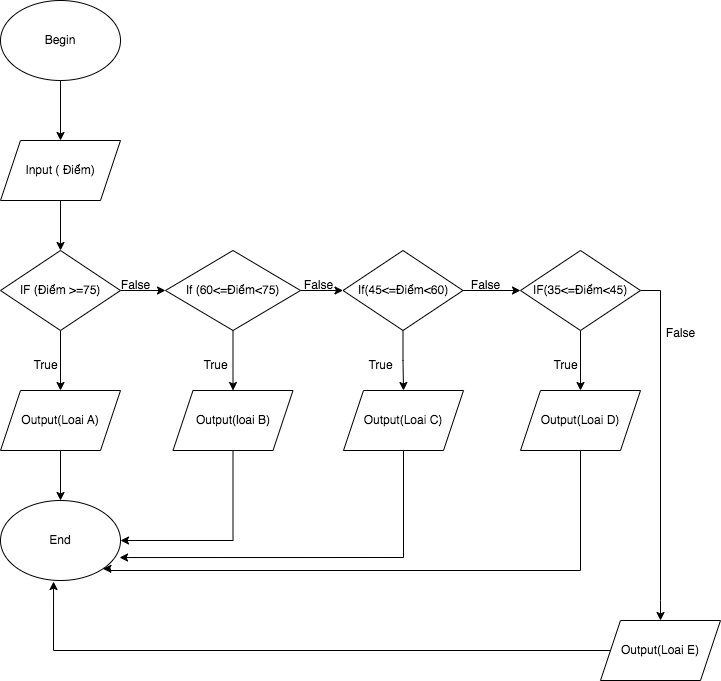 Begin
Input ( Điểm)
IF (Điểm >=75)
False
If (60<=Điểm<75)
False
If(45<=Điểm<60)
False
IF(35<=Điểm<45)
False
True
True
True
True
Output(Loai A)
Output(loai B)
Output(Loai C)
Output(Loai D)
End
Output(Loai E)